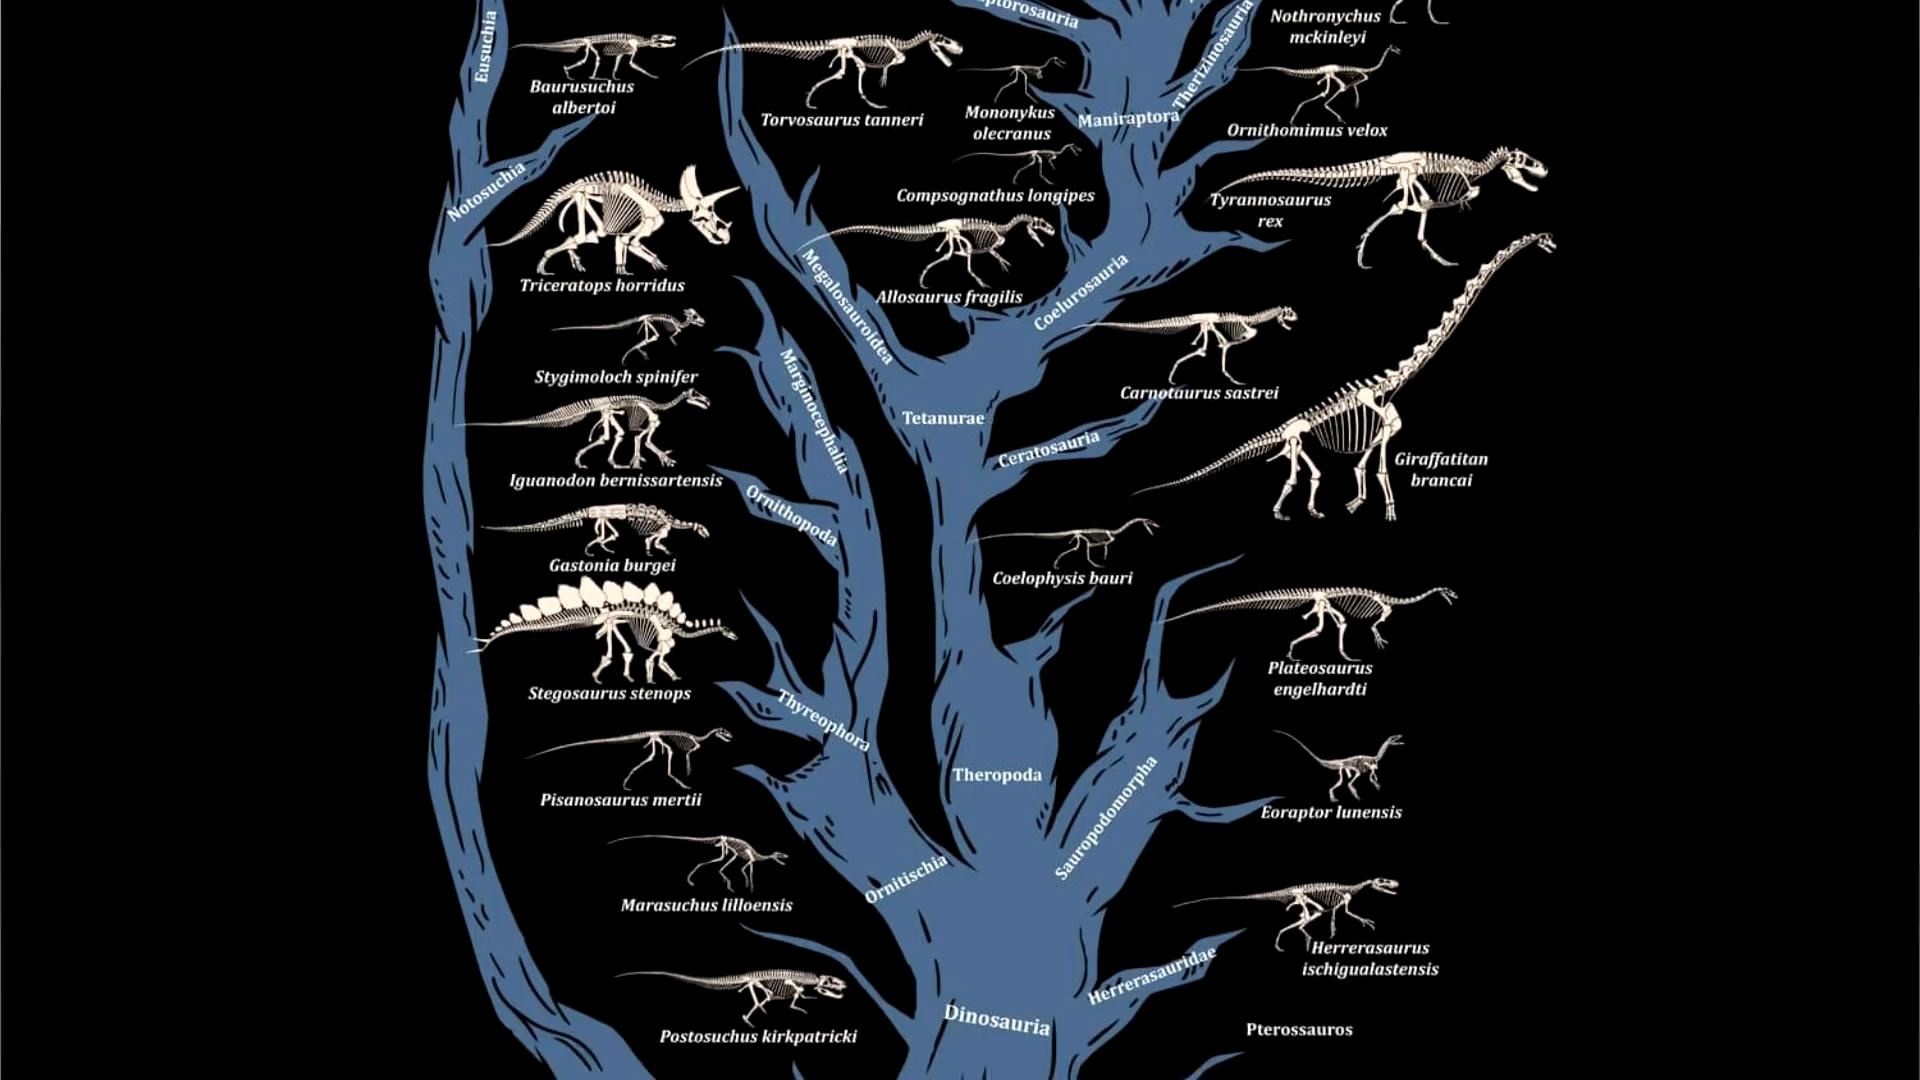 Eusuchia
Baurusuchus
albertoi
Notosuchia
Triceratops horridus
Stygimoloch spinifer
Iguanodon bernissartensis
Gastonia burgei
Stegosaurus stenops
Pisanosaurus mertii
Marasuchus lilloensis
Postosuchus kirkpatricki
Torvosaurus tanneri
Mononykus
olecranus
Compsognathus longipes
Allosaurus fragilis
Megalosauroidea
Marginocephalia
Ornithopoda
Thyreophora
Ornitischia
Maniraptora
Therizinosauria
Coelurosauria
Tetanurae
Ceratosauria
Coelophysis bauri
Theropoda
Sauropodomorpha
Herrerasauridae
Dinosauria
Nothronychus
mckinleyi
Ornithomimus velox
Tyrannosaurus
rex
Carnotaurus sastrei
Giraffatitan
brancai
Plateosaurus
engelhardti
Eoraptor lunensis
Herrerasaurus
ischigualastensis
Pterossauros